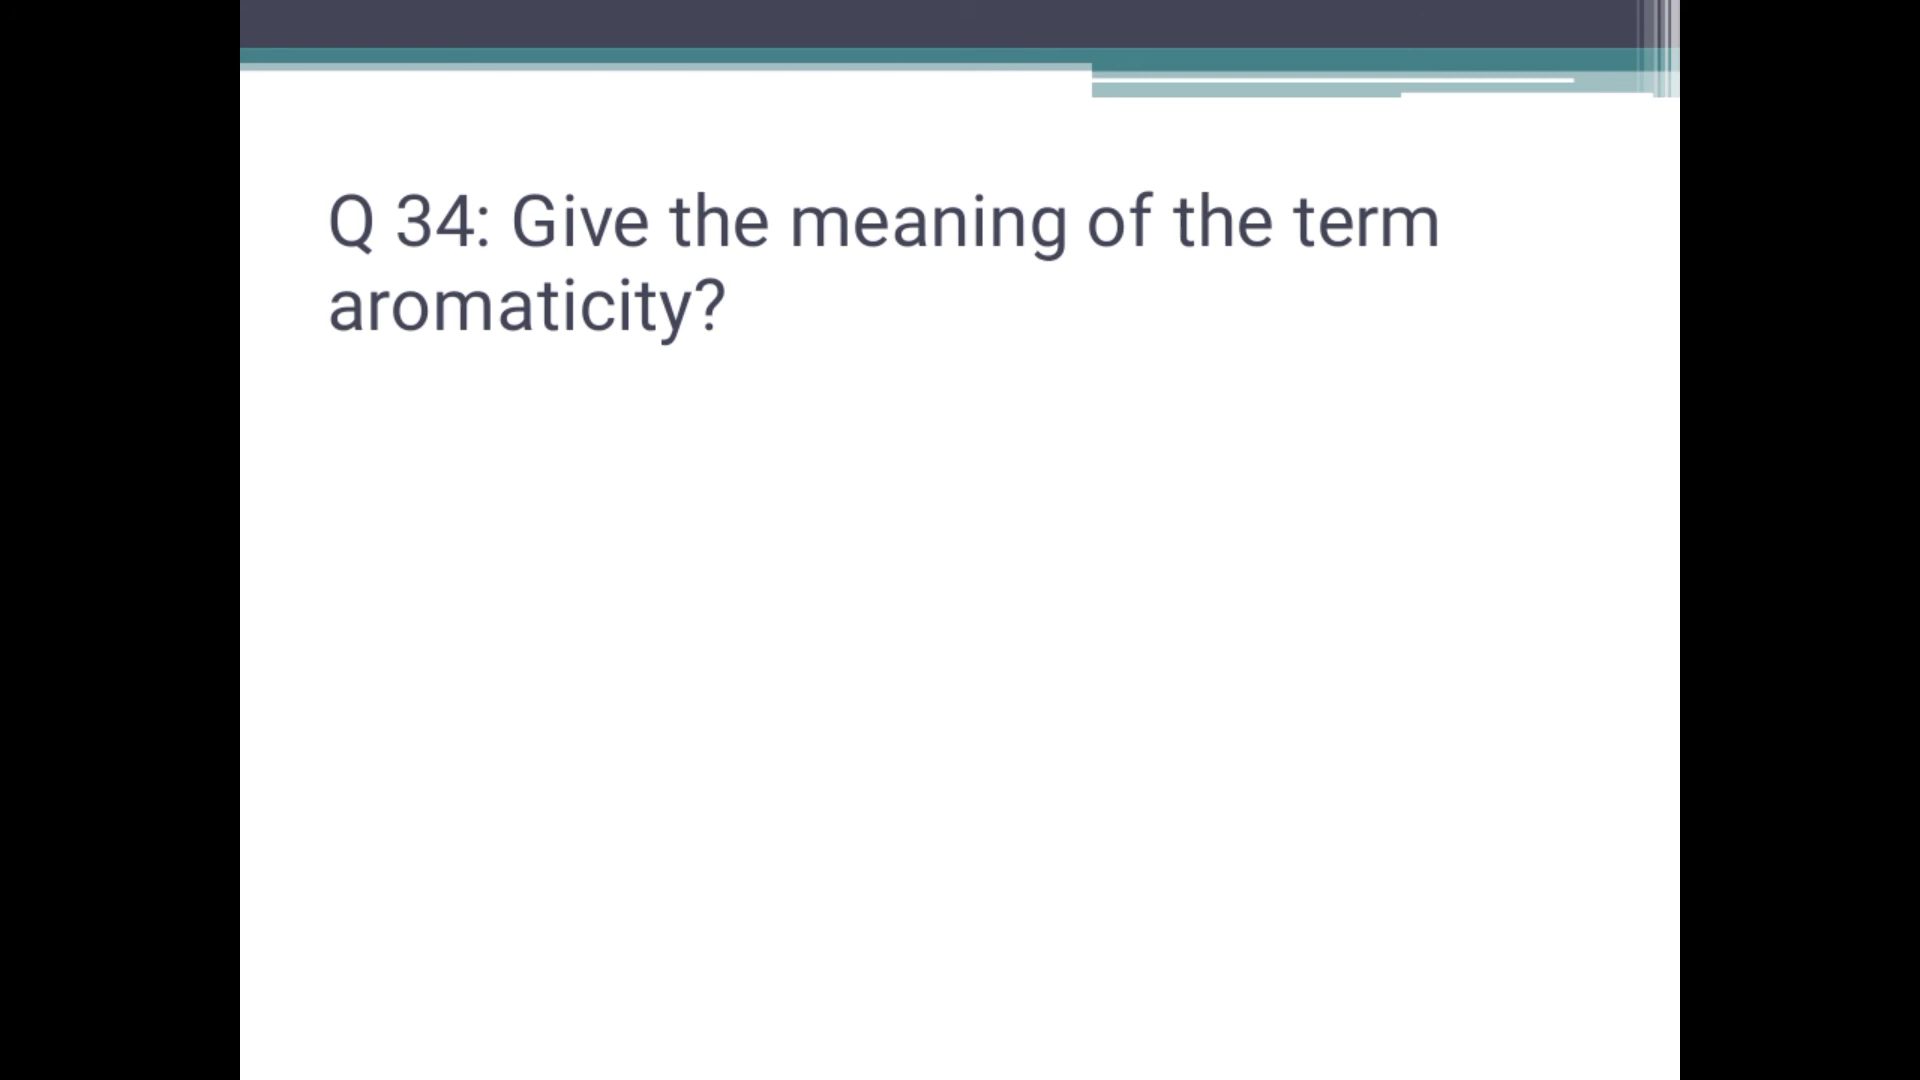 Q 34: Give the meaning of the term
aromaticity?